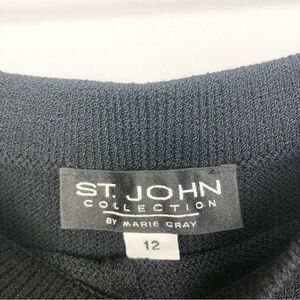 ST. JOHN
COLLECTION
BY MARIE GRAY
12